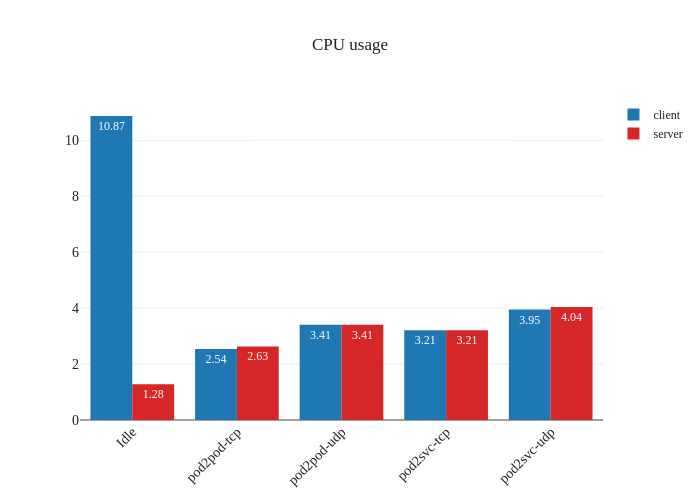 CPU usage
client
server
10
8
6
4
2
0
10.87
1.28
2.54
2.63
3.41
3.41
3.21
3.21
3.95
4.04
Idle
pod2pod-tcp
pod2pod-udp
pod2svc-tcp
pod2svc-udp